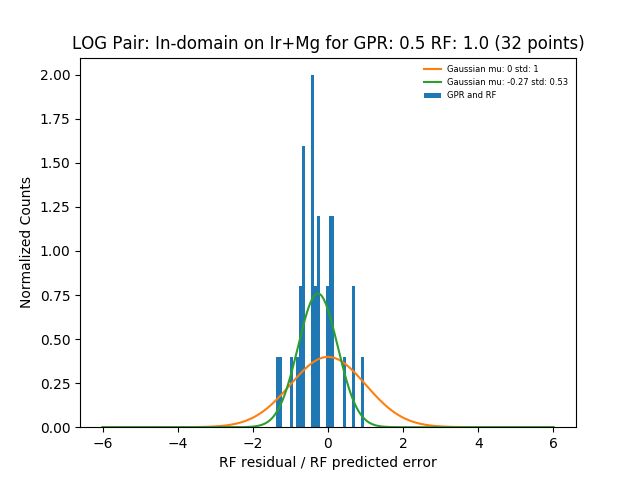 LOG Pair: In-domain on Ir+Mg for GPR: 0.5 RF: 1.0 (32 points)
Gaussian mu: 0 std: 1
Gaussian mu: -0.27 std: 0.53
GPR and RF
2.00
1.75
1.50
1.25
1.00
0.75
0.50
0.25
0.00
Normalized Counts
−6 −4 −2 0 2 4 6
RF residual / RF predicted error